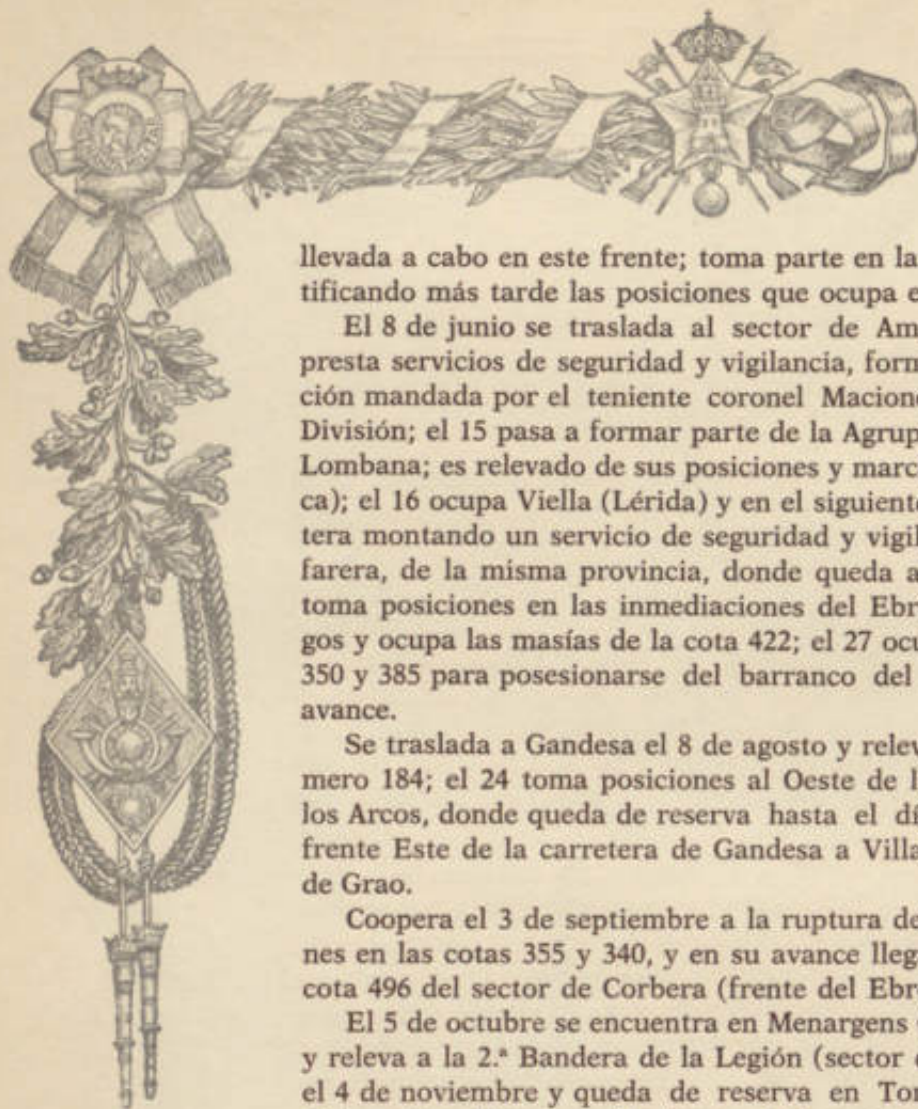 llevada a cabo en este frente; toma parte en la
tificando más tarde las posiciones que ocupa e
El 8 de junio se traslada al sector de Am
presta servicios de seguridad y vigilancia, form
ción mandada por el teniente coronel Macion
División; el 15 pasa a formar parte de la Agrup
Lombana; es relevado de sus posiciones y marc
ca); el 16 ocupa Viella (Lérida) y en el siguiente
tera montando un servicio de seguridad y vigil
farera, de la misma provincia, donde queda a
toma posiciones en las inmediaciones del Ebr
gos y ocupa las masías de la cota 422; el 27 ocu
350 y 385 para posesionarse del barranco del
avance.
Se traslada a Gandesa el 8 de agosto y relev
mero 184; el 24 toma posiciones al Oeste de l
los Arcos, donde queda de reserva hasta el dí
frente Este de la carretera de Gandesa a Villa
de Grao.
Coopera el 3 de septiembre a la ruptura de
nes en las cotas 355 y 340, y en su avance lleg
cota 496 del sector de Corbera (frente del Ebr
El 5 de octubre se encuentra en Menargens
y releva a la 2.ª Bandera de la Legión (sector
el 4 de noviembre y queda de reserva en Tor